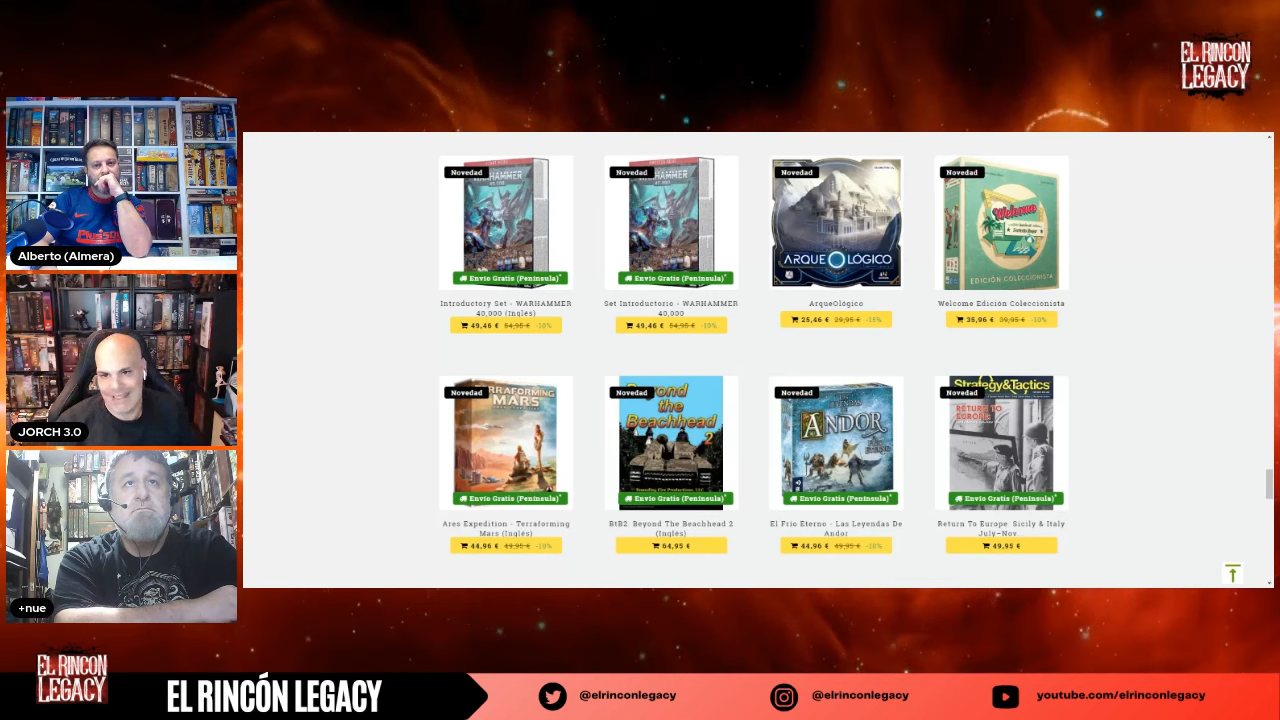 EL RINCON
LEGACY
Alberto (Almera)
JORCH 3.0
+nue
Novedad
WARHAMMER
Envío Gratis (Península)*
Introductory Set - WARHAMMER
40,000 (Inglés)
49,46 € 54,95 € -10%
Novedad
Envío Gratis (Península)*
Set Introductorio - WARHAMMER
40,000
49,46 € 54,95 € -10%
Novedad
ARQUEOLÓGICO
ArqueOlógico
25,46 € 29,95 € -15%
Novedad
Welcome
EDICIÓN COLECCIONISTA
Welcome Edición Coleccionista
35,96 € 39,95 € -10%
Novedad
TERRAFORMING
MARS
Envío Gratis (Península)*
Ares Expedition - Terraforming
Mars (Inglés)
44,96 € 49,95 € -10%
Novedad
Beyond
the
Beachhead
2
Envío Gratis (Península)*
BtB2: Beyond The Beachhead 2
(Inglés)
64,95 €
Novedad
ANDOR
Envío Gratis (Península)*
El Frío Eterno - Las Leyendas De
Andor
44,96 € 49,95 € -10%
Novedad
Strategy&Tactics
RETURN TO
EUROPE:
Envío Gratis (Península)*
Return To Europe: Sicily & Italy
July–Nov...
49,95 €
EL RINCON
LEGACY
EL RINCÓN LEGACY
@elrinconlegacy
@elrinconlegacy
youtube.com/elrinconlegacy